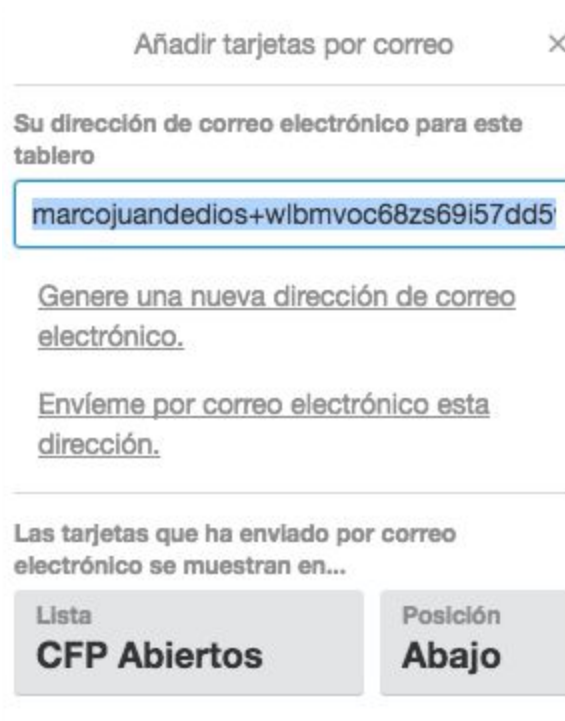 Añadir tarjetas por correo ×
Su dirección de correo electrónico para este
tablero
marcojuandedios+wlbmvoc68zs69i57dd5
Genere una nueva dirección de correo
electrónico.
Envíeme por correo electrónico esta
dirección.
Las tarjetas que ha enviado por correo
electrónico se muestran en...
Lista Posición
CFP Abiertos Abajo